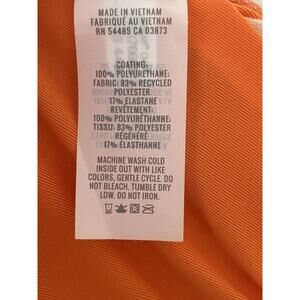 MADE IN VIETNAM
FABRIQUÉ AU VIETNAM
RN 54485 CA 03873
COATING:
100% POLYURETHANE:
FABRIC: 83% RECYCLED
POLYESTER
17% ELASTANE
REVÊTEMENT:
100% POLYURETHANNE:
TISSU: 83% POLYESTER
RÉGÉNÉRÉ
17% ÉLASTHANNE
MACHINE WASH COLD
INSIDE OUT WITH LIKE
COLORS, GENTLE CYCLE. DO
NOT BLEACH. TUMBLE DRY
LOW. DO NOT IRON.